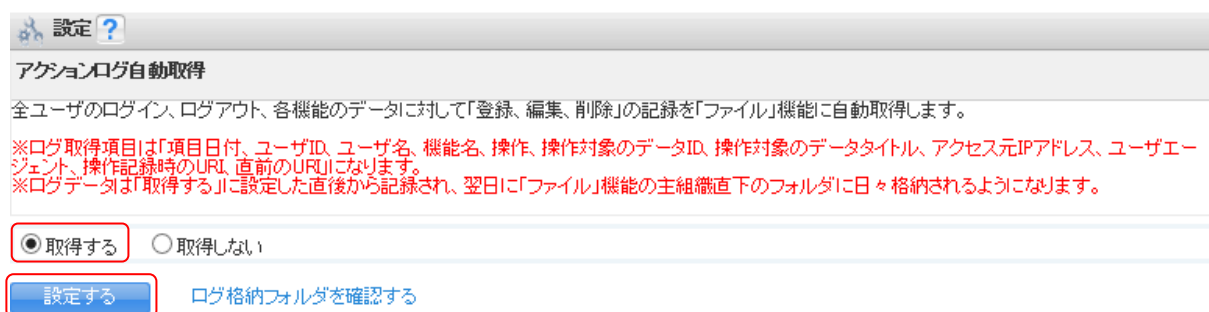 設定 ?
アクションログ自動取得
全ユーザのログイン、ログアウト、各機能のデータに対して「登録、編集、削除」の記録を「ファイル」機能に自動取得します。
※ログ取得項目は「項目日付、ユーザID、ユーザ名、機能名、操作、操作対象のデータID、操作対象のデータタイトル、アクセス元IPアドレス、ユーザエー
ジェント、操作記録時のURI、直前のURI」になります。
※ログデータは「取得する」に設定した直後から記録され、翌日に「ファイル」機能の主組織直下のフォルダに日々格納されるようになります。
取得する 取得しない
設定する ログ格納フォルダを確認する